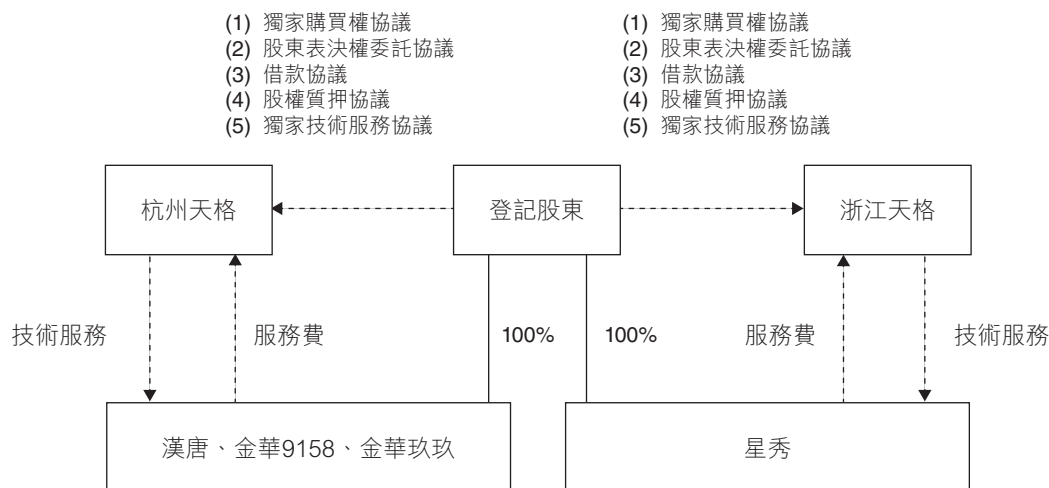 (1) 獨家購買權協議
(2) 股東表決權委託協議
(3) 借款協議
(4) 股權質押協議
(5) 獨家技術服務協議
(1) 獨家購買權協議
(2) 股東表決權委託協議
(3) 借款協議
(4) 股權質押協議
(5) 獨家技術服務協議
杭州天格
登記股東
浙江天格
技術服務
服務費
100%
100%
服務費
技術服務
漢唐、金華9158、金華玖玖
星秀